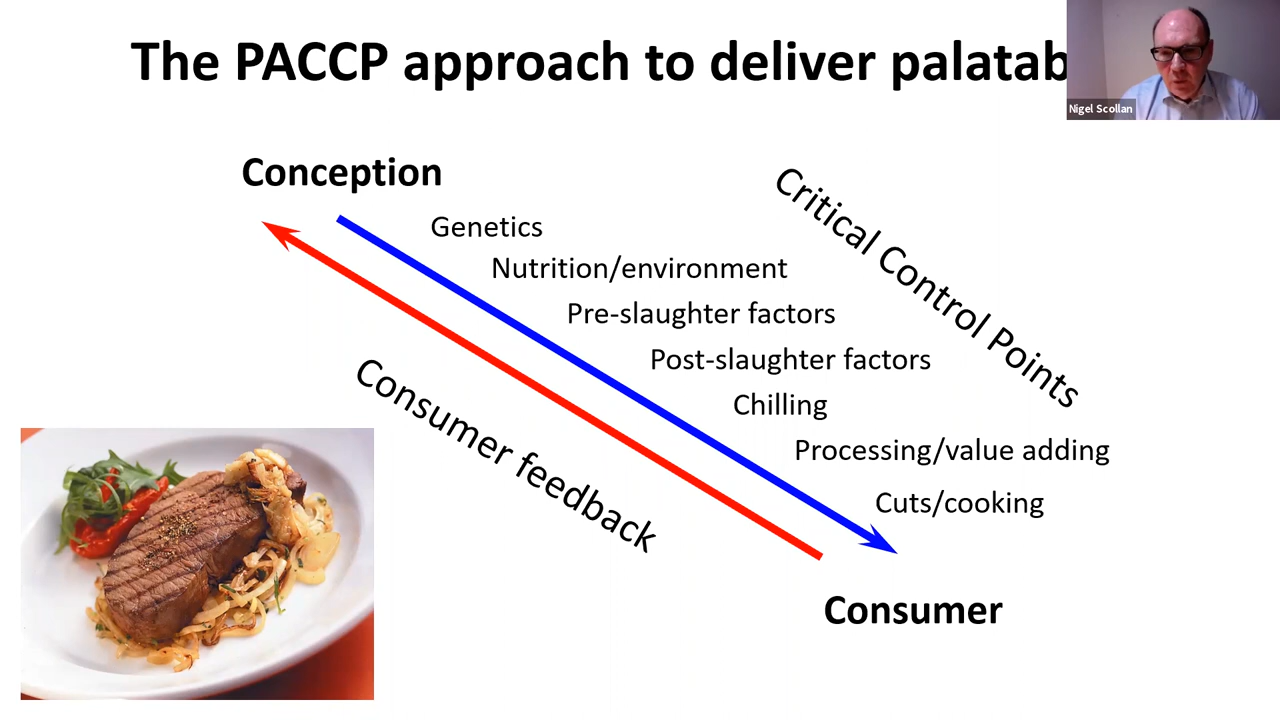 The PACCP approach to deliver palatab
Nigel Scollan
Conception
Critical Control Points
Genetics
Nutrition/environment
Pre-slaughter factors
Post-slaughter factors
Chilling
Processing/value adding
Cuts/cooking
Consumer feedback
Consumer